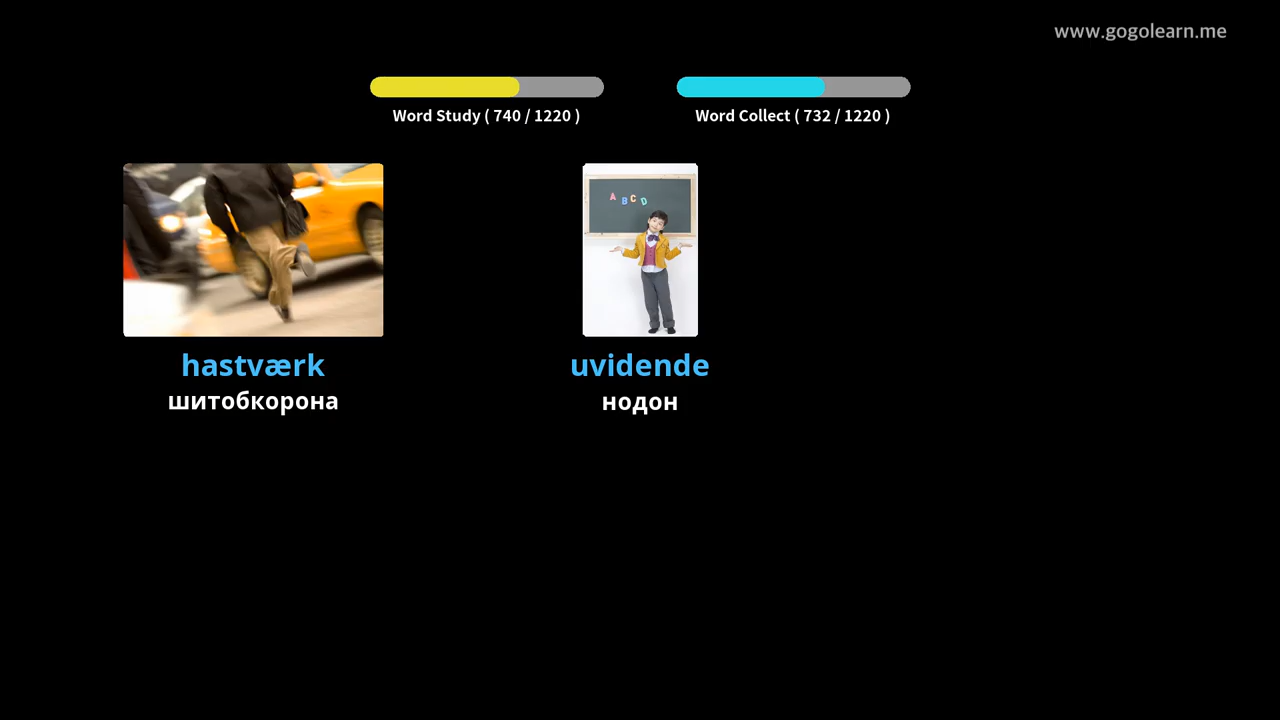 www.gogolearn.me
Word Study ( 740 / 1220 )
Word Collect ( 732 / 1220 )
A B C D
hastværk
uvidende
шитобкорона
нодон